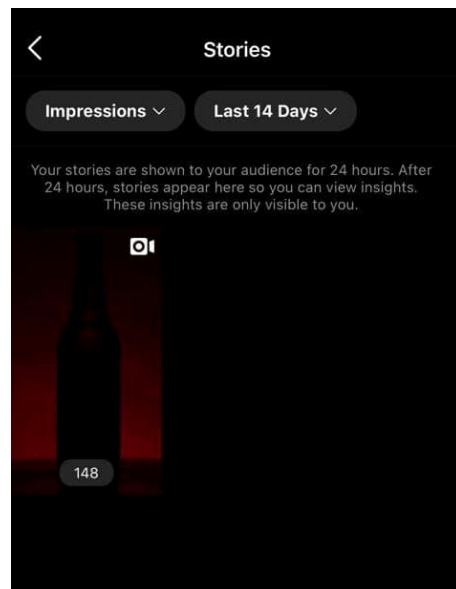 Stories
Impressions
Last 14 Days
Your stories are shown to your audience for 24 hours. After
24 hours, stories appear here so you can view insights.
These insights are only visible to you.
148